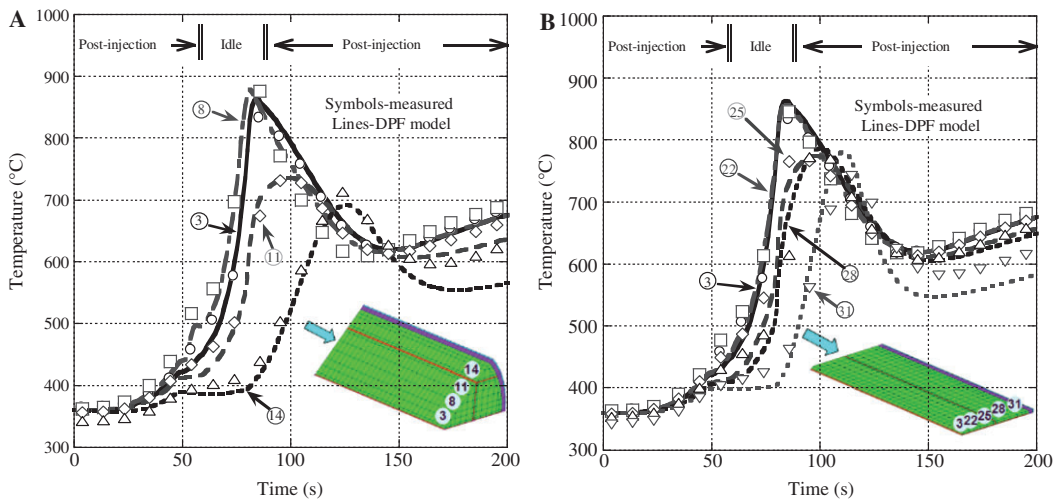 A
1000
Post-injection
Idle
Post-injection
900
8
Symbols-measured
Lines-DPF model
800
700
3
11
600
500
400
14
300
Temperature (°C)
14
11
8
3
0
50
100
150
200
Time (s)
B
1000
Post-injection
Idle
Post-injection
900
25
Symbols-measured
Lines-DPF model
800
22
700
28
600
3
31
500
400
300
Temperature (°C)
3 22 25 28 31
0
50
100
150
200
Time (s)